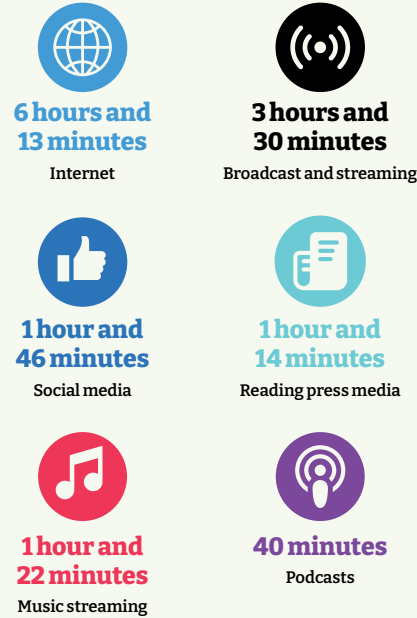 6 hours and
13 minutes
Internet
3 hours and
30 minutes
Broadcast and streaming
1 hour and
46 minutes
Social media
1 hour and
14 minutes
Reading press media
1 hour and
22 minutes
Music streaming
40 minutes
Podcasts